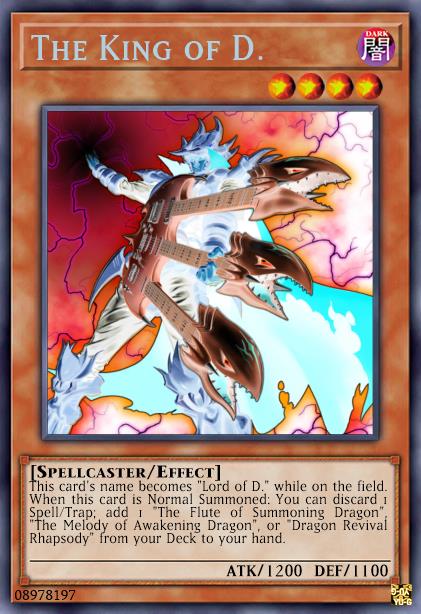 THE KING OF D.
DARK
闇
[SPELLCASTER/EFFECT]
This card's name becomes "Lord of D." while on the field.
When this card is Normal Summoned: You can discard 1
Spell/Trap; add 1 "The Flute of Summoning Dragon",
"The Melody of Awakening Dragon", or "Dragon Revival
Rhapsody" from your Deck to your hand.
ATK/1200 DEF/1100
08978197